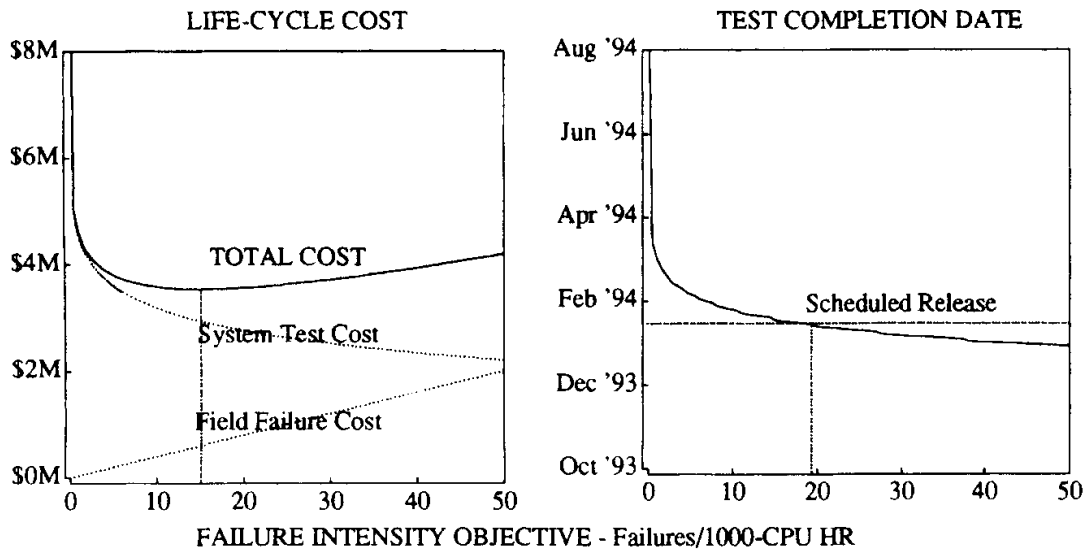 LIFE-CYCLE COST
$8M
$6M
$4M
$2M
$0M
TOTAL COST
System Test Cost
Field Failure Cost
0 10 20 30 40 50
TEST COMPLETION DATE
Aug '94
Jun '94
Apr '94
Feb '94
Dec '93
Oct '93
Scheduled Release
0 10 20 30 40 50
FAILURE INTENSITY OBJECTIVE - Failures/1000-CPU HR